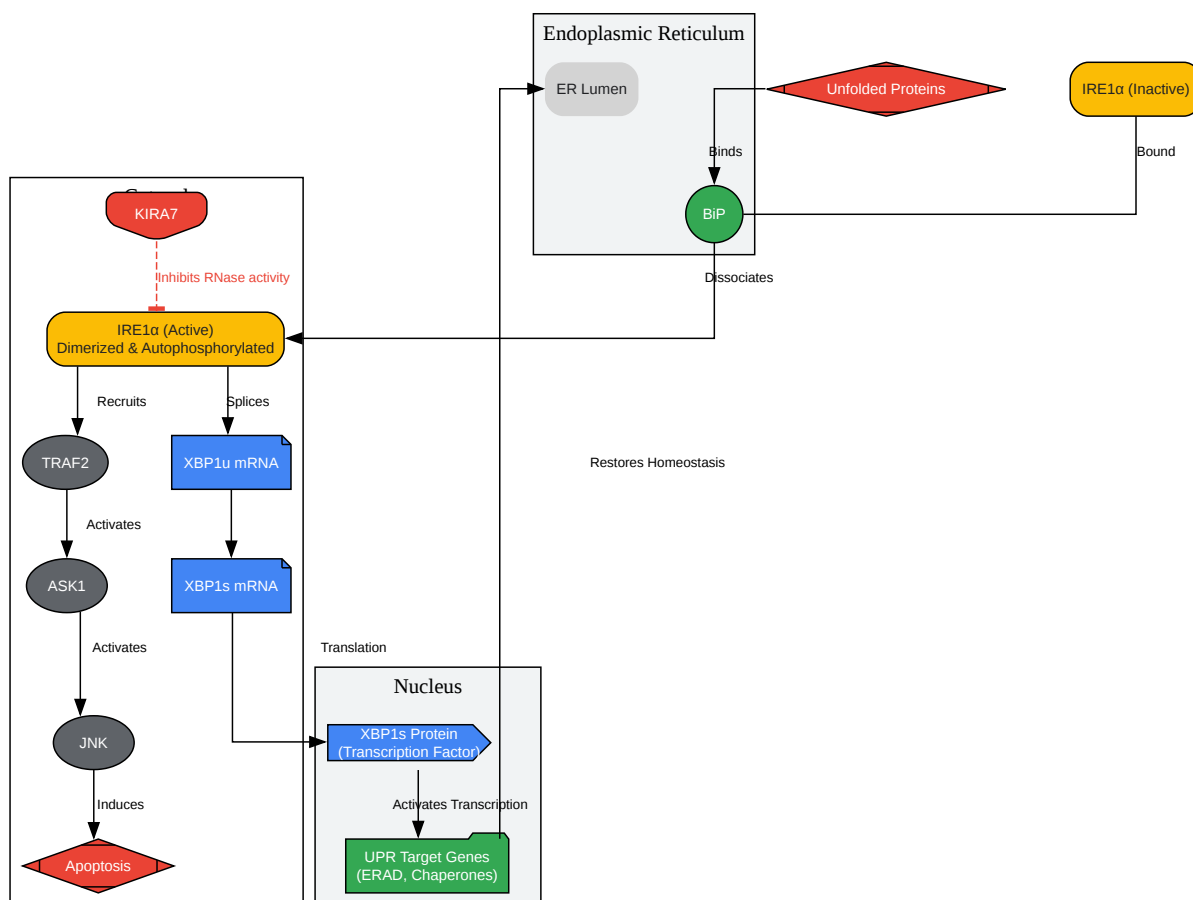 Endoplasmic Reticulum
ER Lumen
Unfolded Proteins
IRE1α (Inactive)
Binds
Bound
BiP
Dissociates
KIRA7
Inhibits RNase activity
IRE1α (Active)
Dimerized & Autophosphorylated
Recruits
Splices
TRAF2
XBP1u mRNA
Restores Homeostasis
Activates
ASK1
XBP1s mRNA
Activates
Translation
Nucleus
JNK
XBP1s Protein
(Transcription Factor)
Induces
Activates Transcription
Apoptosis
UPR Target Genes
(ERAD, Chaperones)